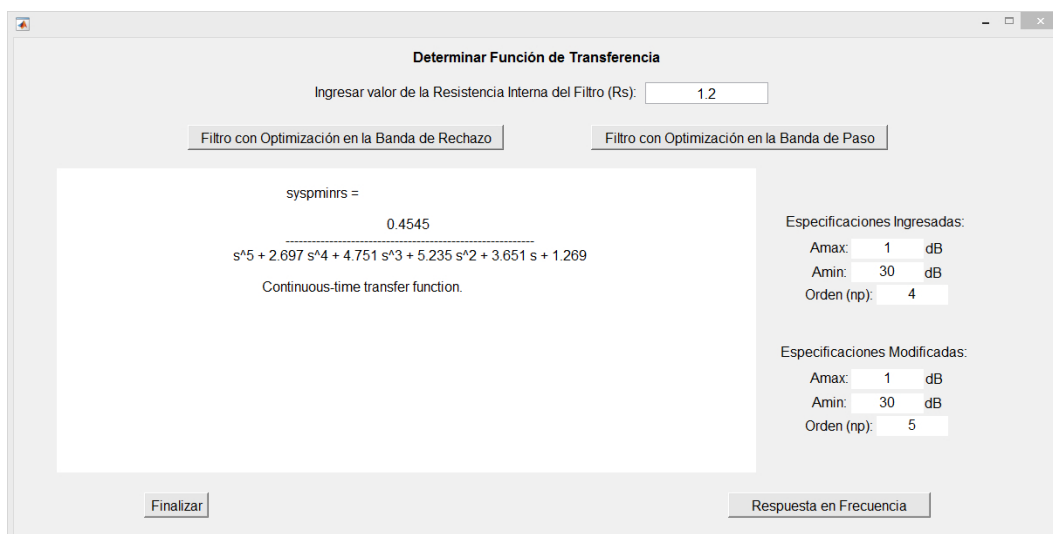 Determinar Función de Transferencia
Ingresar valor de la Resistencia Interna del Filtro (Rs): 1.2
Filtro con Optimización en la Banda de Rechazo
Filtro con Optimización en la Banda de Paso
syspminrs =
0.4545
---------------------------------------------------------
s^5 + 2.697 s^4 + 4.751 s^3 + 5.235 s^2 + 3.651 s + 1.269
Continuous-time transfer function.
Especificaciones Ingresadas:
Amax: 1 dB
Amin: 30 dB
Orden (np): 4
Especificaciones Modificadas:
Amax: 1 dB
Amin: 30 dB
Orden (np): 5
Finalizar
Respuesta en Frecuencia